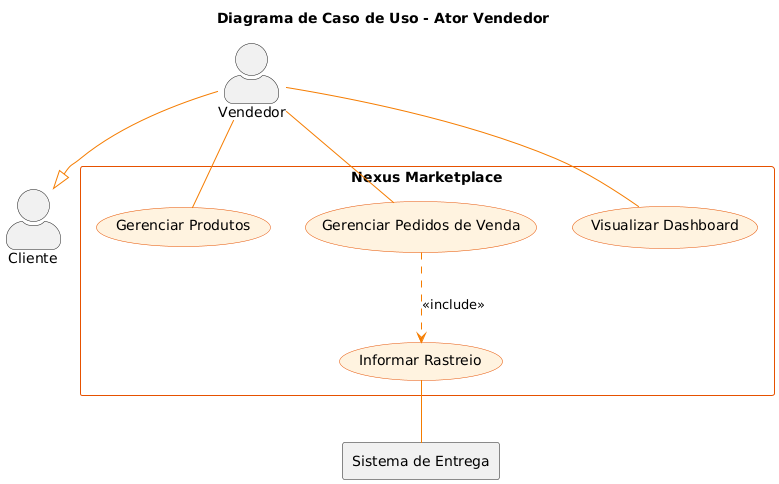 Diagrama de Caso de Uso - Ator Vendedor
Vendedor
Nexus Marketplace
Gerenciar Produtos
Gerenciar Pedidos de Venda
Visualizar Dashboard
Cliente
«include»
Informar Rastreio
Sistema de Entrega